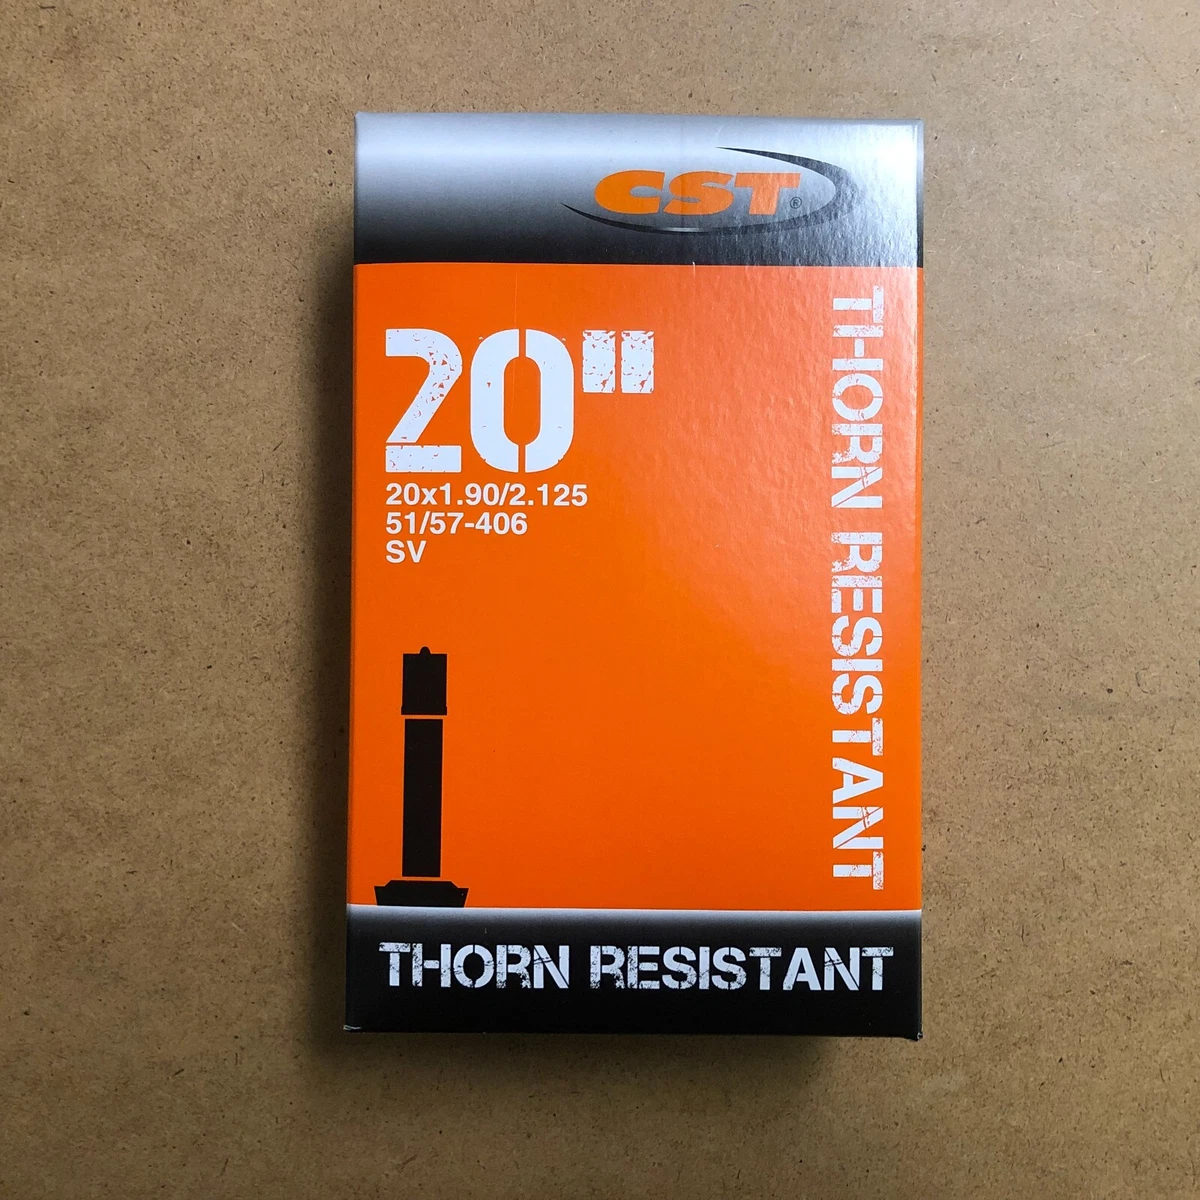 CST®
20"
20x1.90/2.125
51/57-406
SV
THORN RESISTANT
THORN RESISTANT